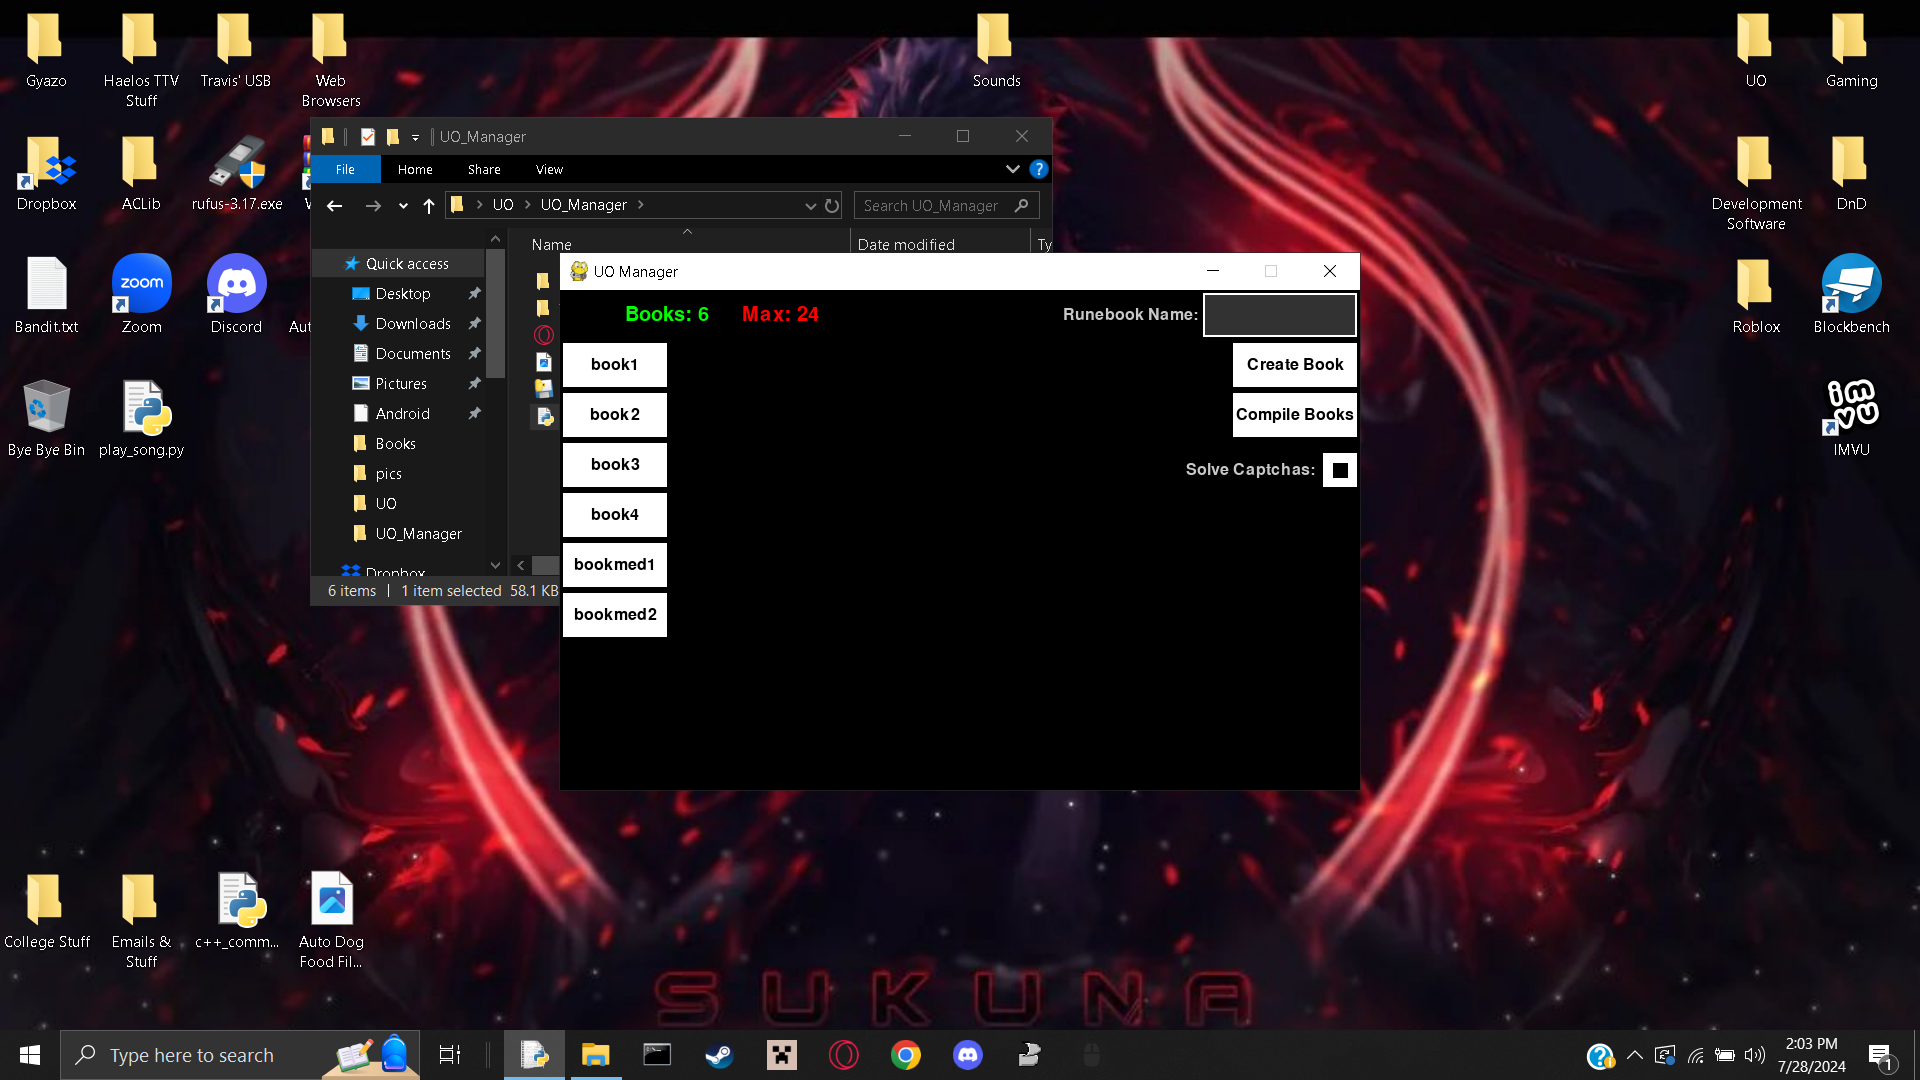 Gyazo
Haelos TTV
Stuff
Travis' USB
Web
Browsers
Sounds
UO
Gaming
Dropbox
ACLib
rufus-3.17.exe
Development
Software
DnD
Bandit.txt
Zoom
zoom
Discord
Roblox
Blockbench
Bye Bye Bin
play_song.py
IMVU
imvu
UO_Manager
File
Home
Share
View
?
UO
UO_Manager
Search UO_Manager
Name
Date modified
Ty
Quick access
Desktop
Downloads
Documents
Pictures
Android
Books
pics
UO
UO_Manager
Dropbox
6 items
1 item selected 58.1 KB
UO Manager
Books: 6
Max: 24
Runebook Name:
book1
Create Book
book2
Compile Books
book3
Solve Captchas:
book4
bookmed1
bookmed2
College Stuff
Emails &
Stuff
c++_comm...
Auto Dog
Food Fil...
SUKUNA
Type here to search
2:03 PM
7/28/2024
1